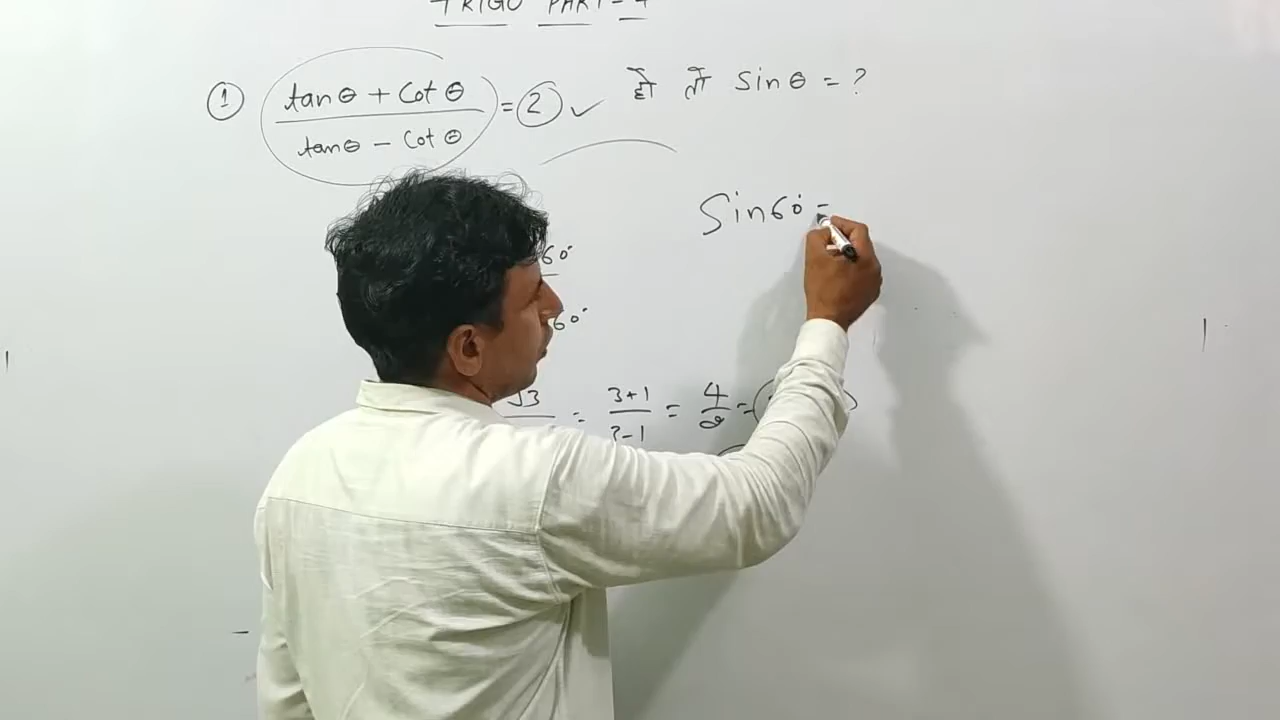 TRIGO PART-4
① tanθ + Cotθ / tanθ - Cotθ = 2 ✓ हो तो sinθ = ?
Sin60° =
60°
60°
√3 = 3+1 / 3-1 = 4/2 =